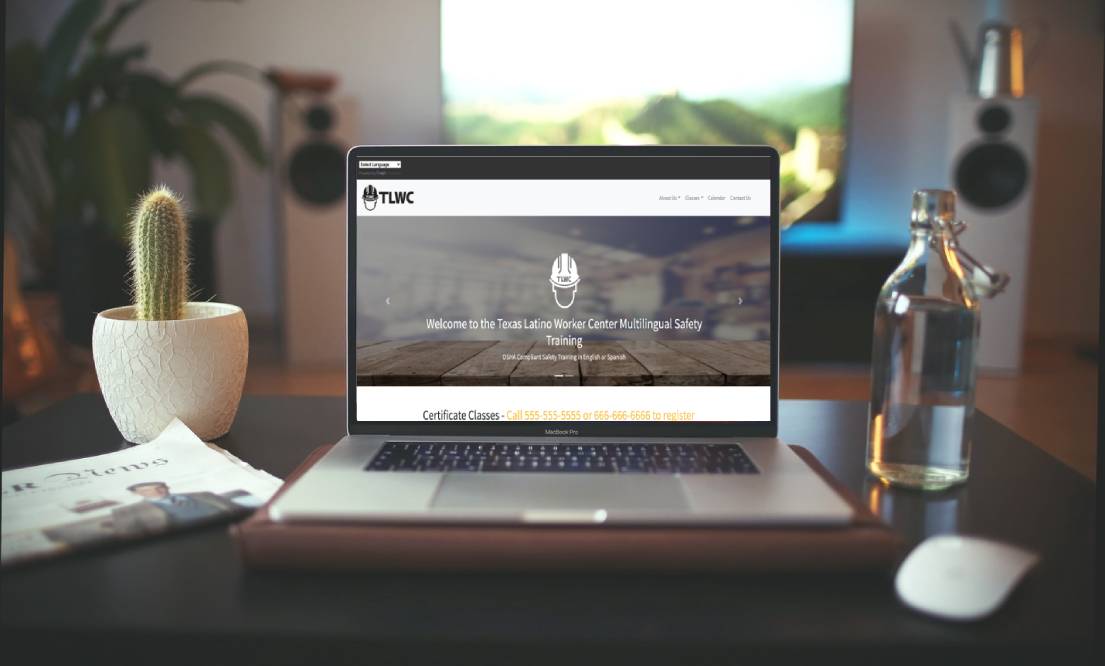 Select Language
TLWC
About Us Classes Calendar Contact Us
TLWC
Welcome to the Texas Latino Worker Center Multilingual Safety
Training
OSHA Compliant Safety Training in English or Spanish
Certificate Classes - Call 555-555-5555 or 666-666-6666 to register
MacBook Pro
News